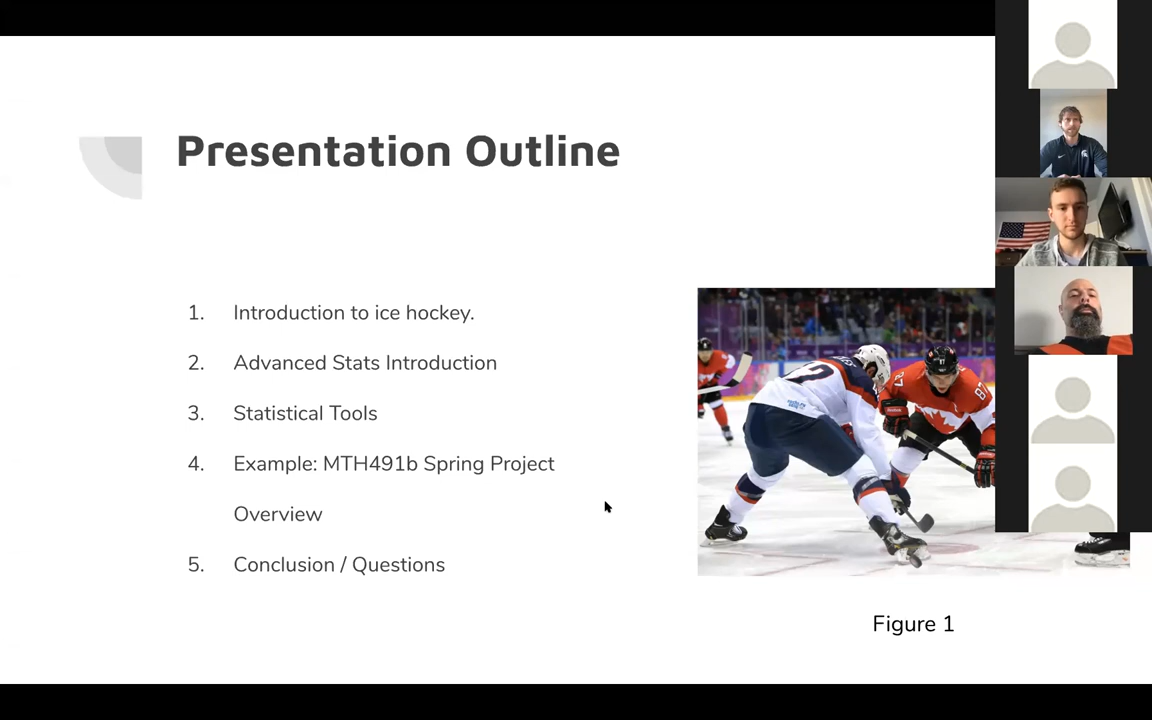 Presentation Outline
1. Introduction to ice hockey.
2. Advanced Stats Introduction
3. Statistical Tools
4. Example: MTH491b Spring Project
Overview
5. Conclusion / Questions
87
Figure 1